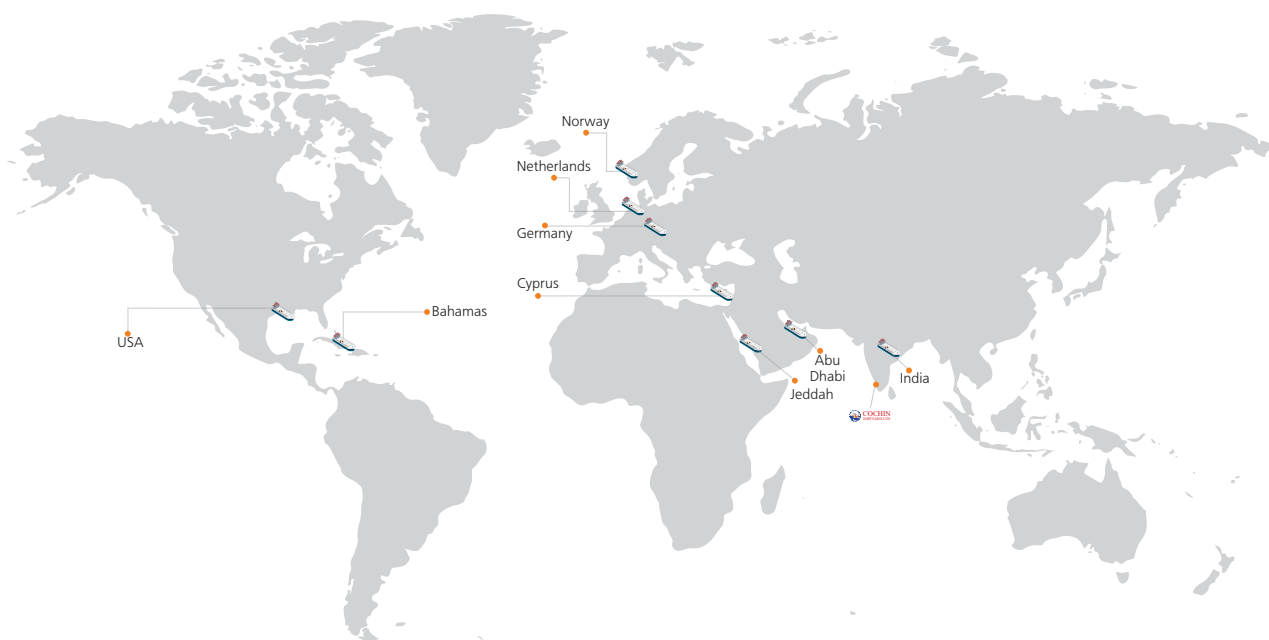 Norway
Netherlands
Germany
Cyprus
Bahamas
USA
Abu
Dhabi
Jeddah
India
COCHIN